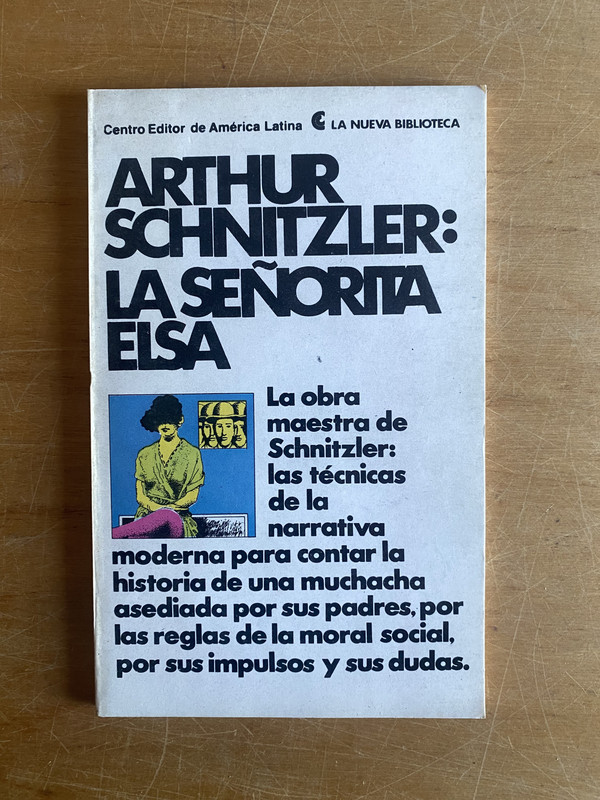 Centro Editor de América Latina LA NUEVA BIBLIOTECA
ARTHUR
SCHNITZLER:
LA SEÑORITA
ELSA
La obra
maestra de
Schnitzler:
las técnicas
de la
narrativa
moderna para contar la
historia de una muchacha
asediada por sus padres, por
las reglas de la moral social,
por sus impulsos y sus dudas.